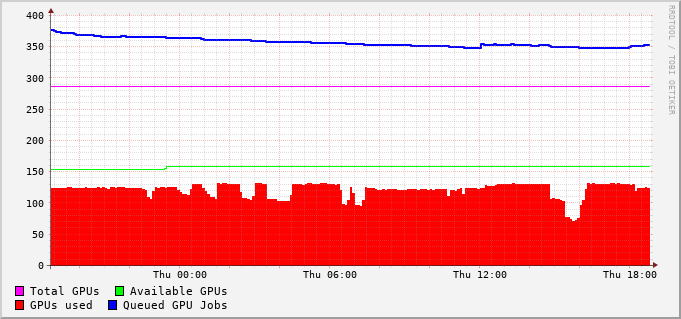 400
350
300
250
200
150
100
50
0
Thu 00:00 Thu 06:00 Thu 12:00 Thu 18:00
Total GPUs Available GPUs
GPUs used Queued GPU Jobs
RRDTOOL / TOBI OETIKER